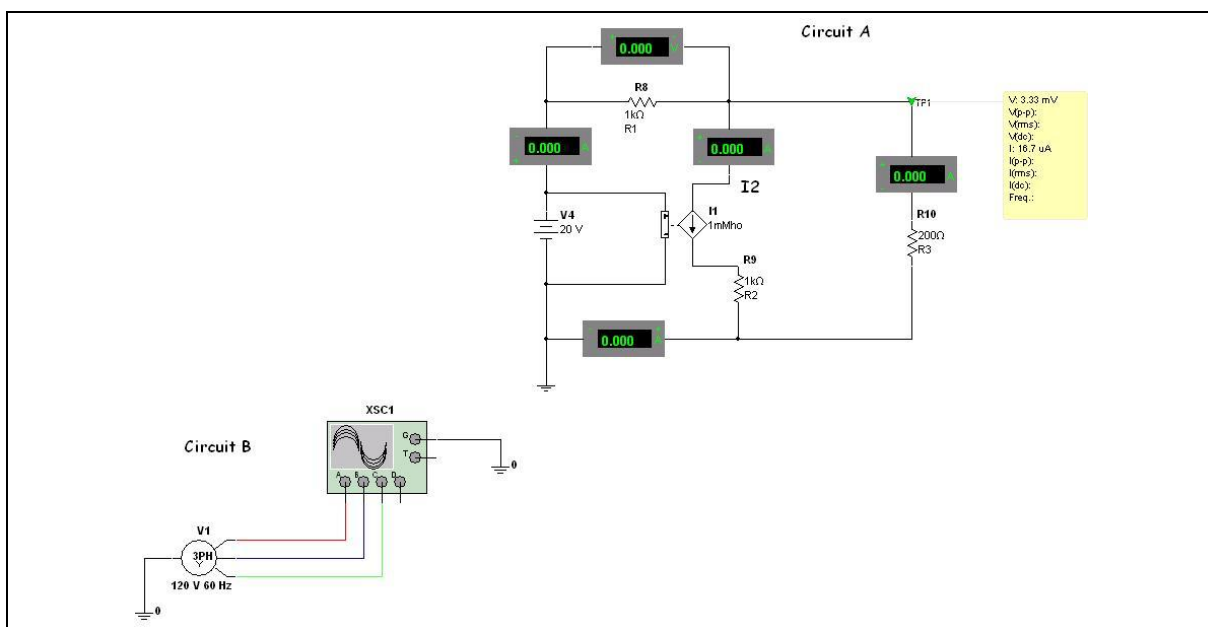 Circuit A
0.000 V
R8
1kΩ
R1
TP1
V: 3.33 mV
V(p-p):
V(rms):
V(dc):
I: 16.7 uA
I(p-p):
I(rms):
I(dc):
Freq.:
0.000 A
0.000 A
0.000 A
I2
V4
20 V
I1
1mMho
R10
200Ω
R3
R9
1kΩ
R2
0.000 A
XSC1
Circuit B
G
T
A B C D
0
V1
3PH
Y
120 V 60 Hz
0